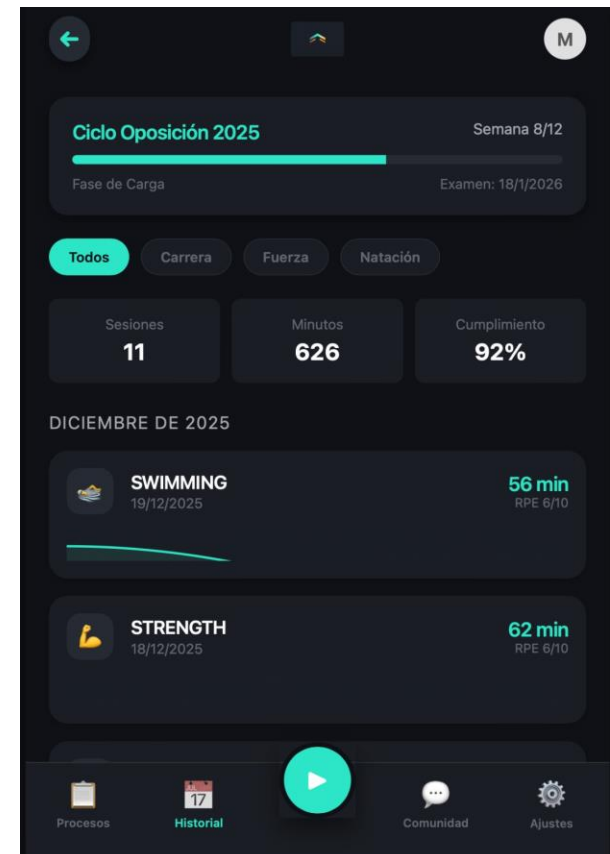 M
Ciclo Oposición 2025 Semana 8/12
Fase de Carga Examen: 18/1/2026
Todos Carrera Fuerza Natación
Sesiones Minutos Cumplimiento
11 626 92%
DICIEMBRE DE 2025
SWIMMING 56 min
19/12/2025 RPE 6/10
STRENGTH 62 min
18/12/2025 RPE 6/10
JUL
17
Procesos Historial Comunidad Ajustes